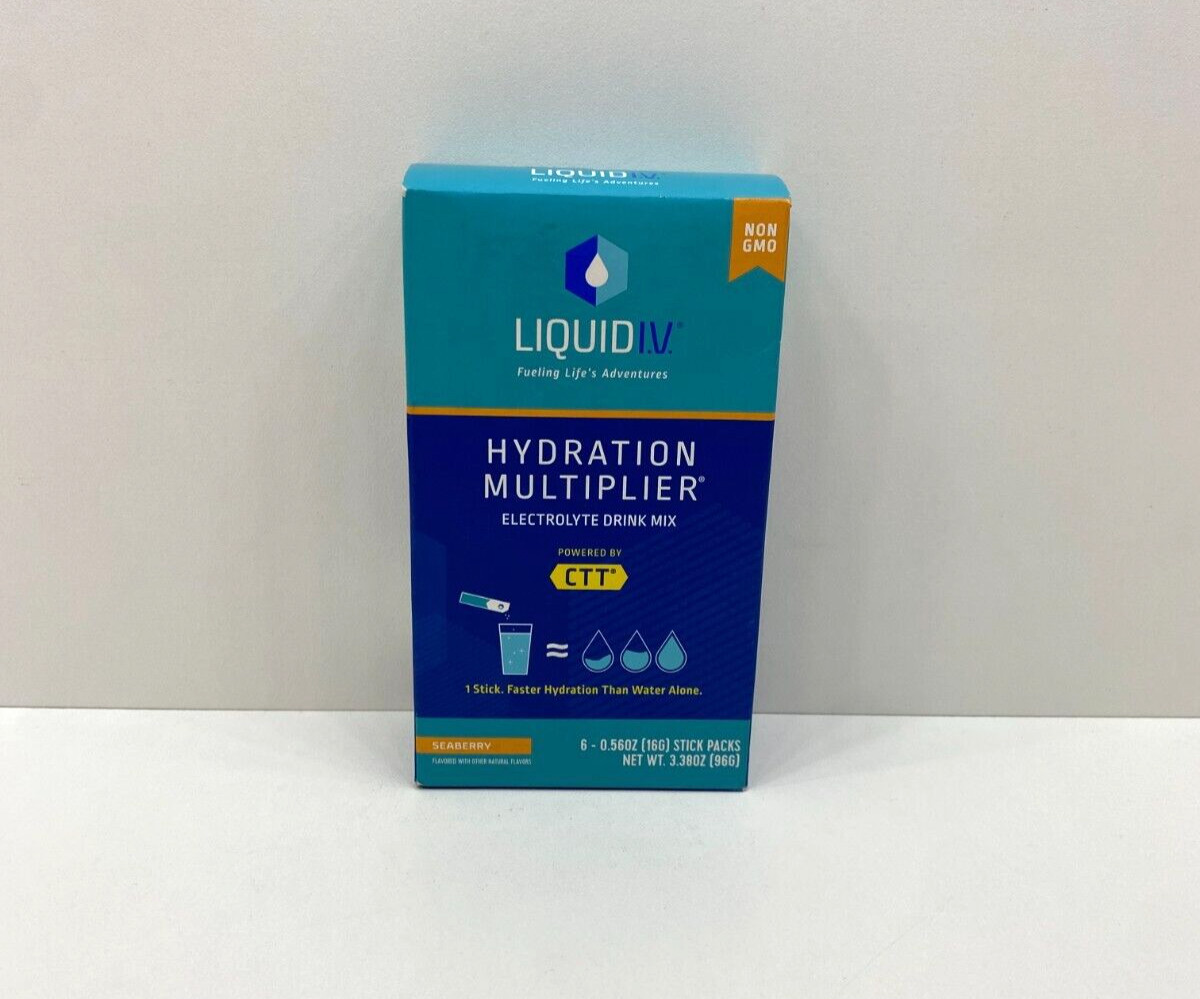 LIQUID I.V.
Fueling Life's Adventures
NON
GMO
LIQUID I.V.®
Fueling Life's Adventures
HYDRATION
MULTIPLIER®
ELECTROLYTE DRINK MIX
POWERED BY
CTT®
≈
1 Stick. Faster Hydration Than Water Alone.
SEABERRY
FLAVORED WITH OTHER NATURAL FLAVORS
6 - 0.56OZ (16G) STICK PACKS
NET WT. 3.38OZ (96G)